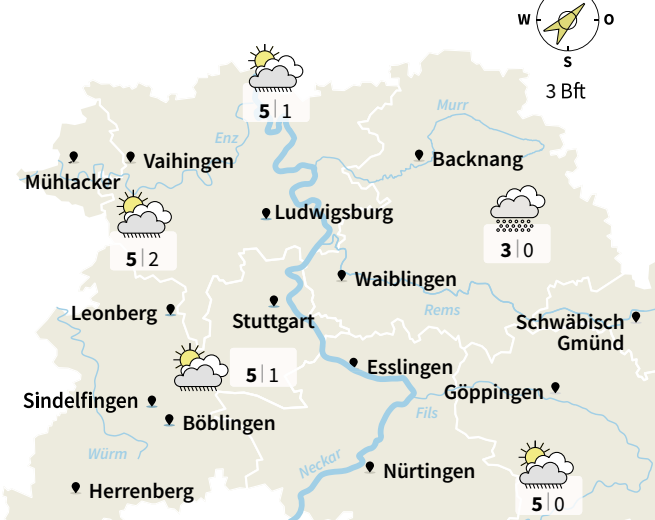 W O
S
3 Bft
5 | 1
Murr
Enz
Backnang
Vaihingen
Mühlacker
Ludwigsburg
5 | 2
3 | 0
Waiblingen
Rems
Leonberg
Stuttgart
Schwäbisch
Gmünd
Esslingen
5 | 1
Göppingen
Sindelfingen
Fils
Böblingen
Würm
Neckar
Nürtingen
Herrenberg
5 | 0